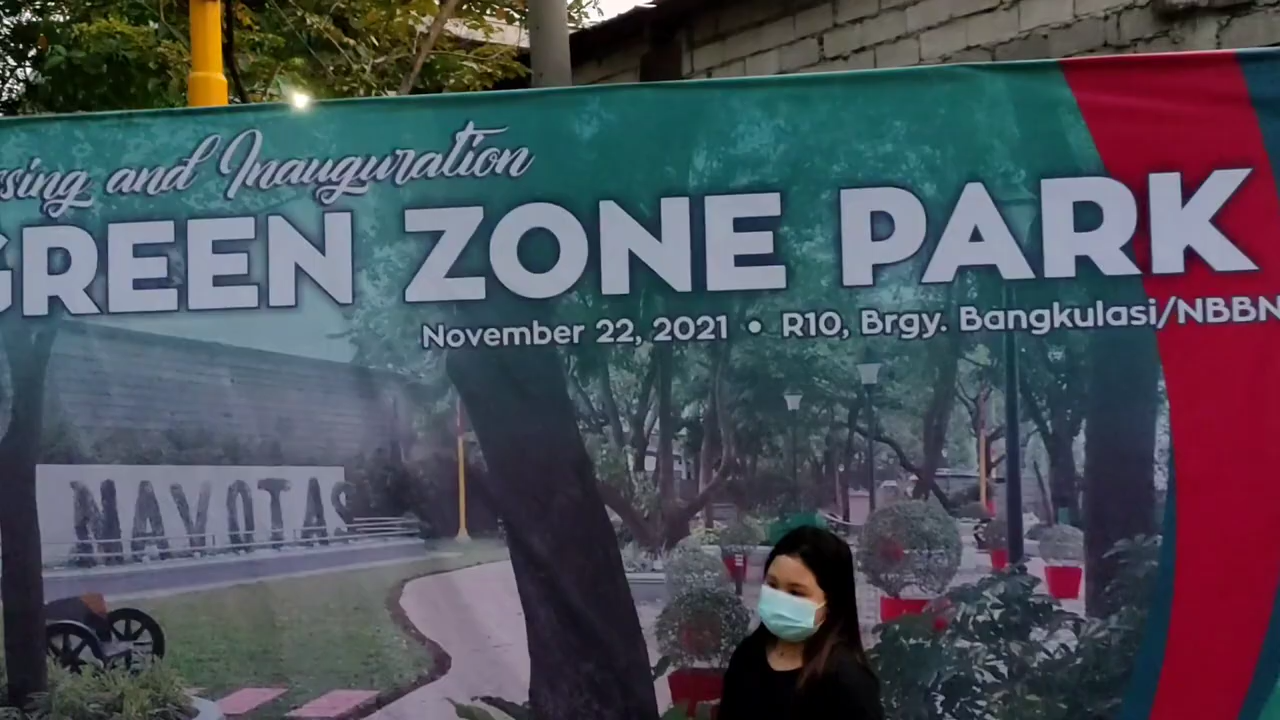 ssing and Inauguration
GREEN ZONE PARK
November 22, 2021 • R10, Brgy. Bangkulasi/NBBN
NAVOTAS